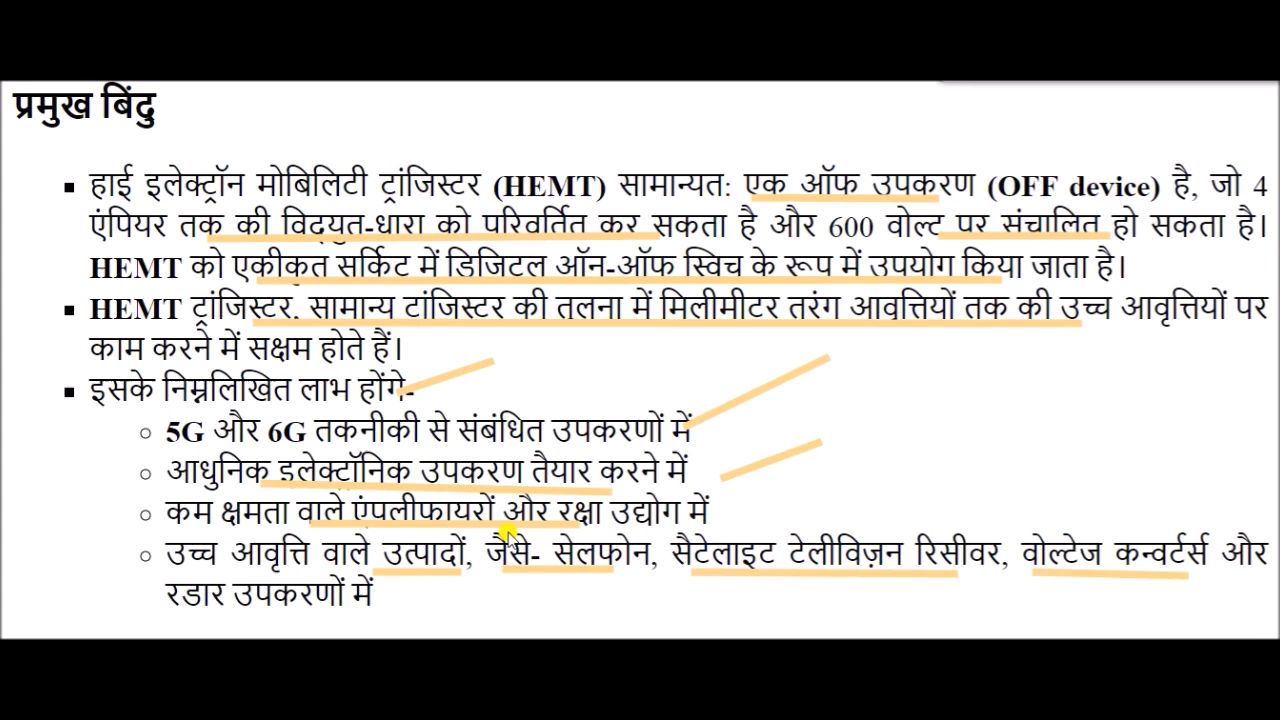 प्रमुख बिंदु
▪ हाई इलेक्ट्रॉन मोबिलिटी ट्रांजिस्टर (HEMT) सामान्यत: एक ऑफ उपकरण (OFF device) है, जो 4
एंपियर तक की विद्युत-धारा को परिवर्तित कर सकता है और 600 वोल्ट पर संचालित हो सकता है।
HEMT को एकीकृत सर्किट में डिजिटल ऑन-ऑफ स्विच के रूप में उपयोग किया जाता है।
▪ HEMT ट्रांजिस्टर, सामान्य ट्रांजिस्टर की तुलना में मिलीमीटर तरंग आवृत्तियों तक की उच्च आवृत्तियों पर
काम करने में सक्षम होते हैं।
▪ इसके निम्नलिखित लाभ होंगे-
○ 5G और 6G तकनीकी से संबंधित उपकरणों में
○ आधुनिक इलेक्ट्रॉनिक उपकरण तैयार करने में
○ कम क्षमता वाले एंपलीफायरों और रक्षा उद्योग में
○ उच्च आवृत्ति वाले उत्पादों, जैसे- सेलफोन, सैटेलाइट टेलीविज़न रिसीवर, वोल्टेज कन्वर्टर्स और
रडार उपकरणों में